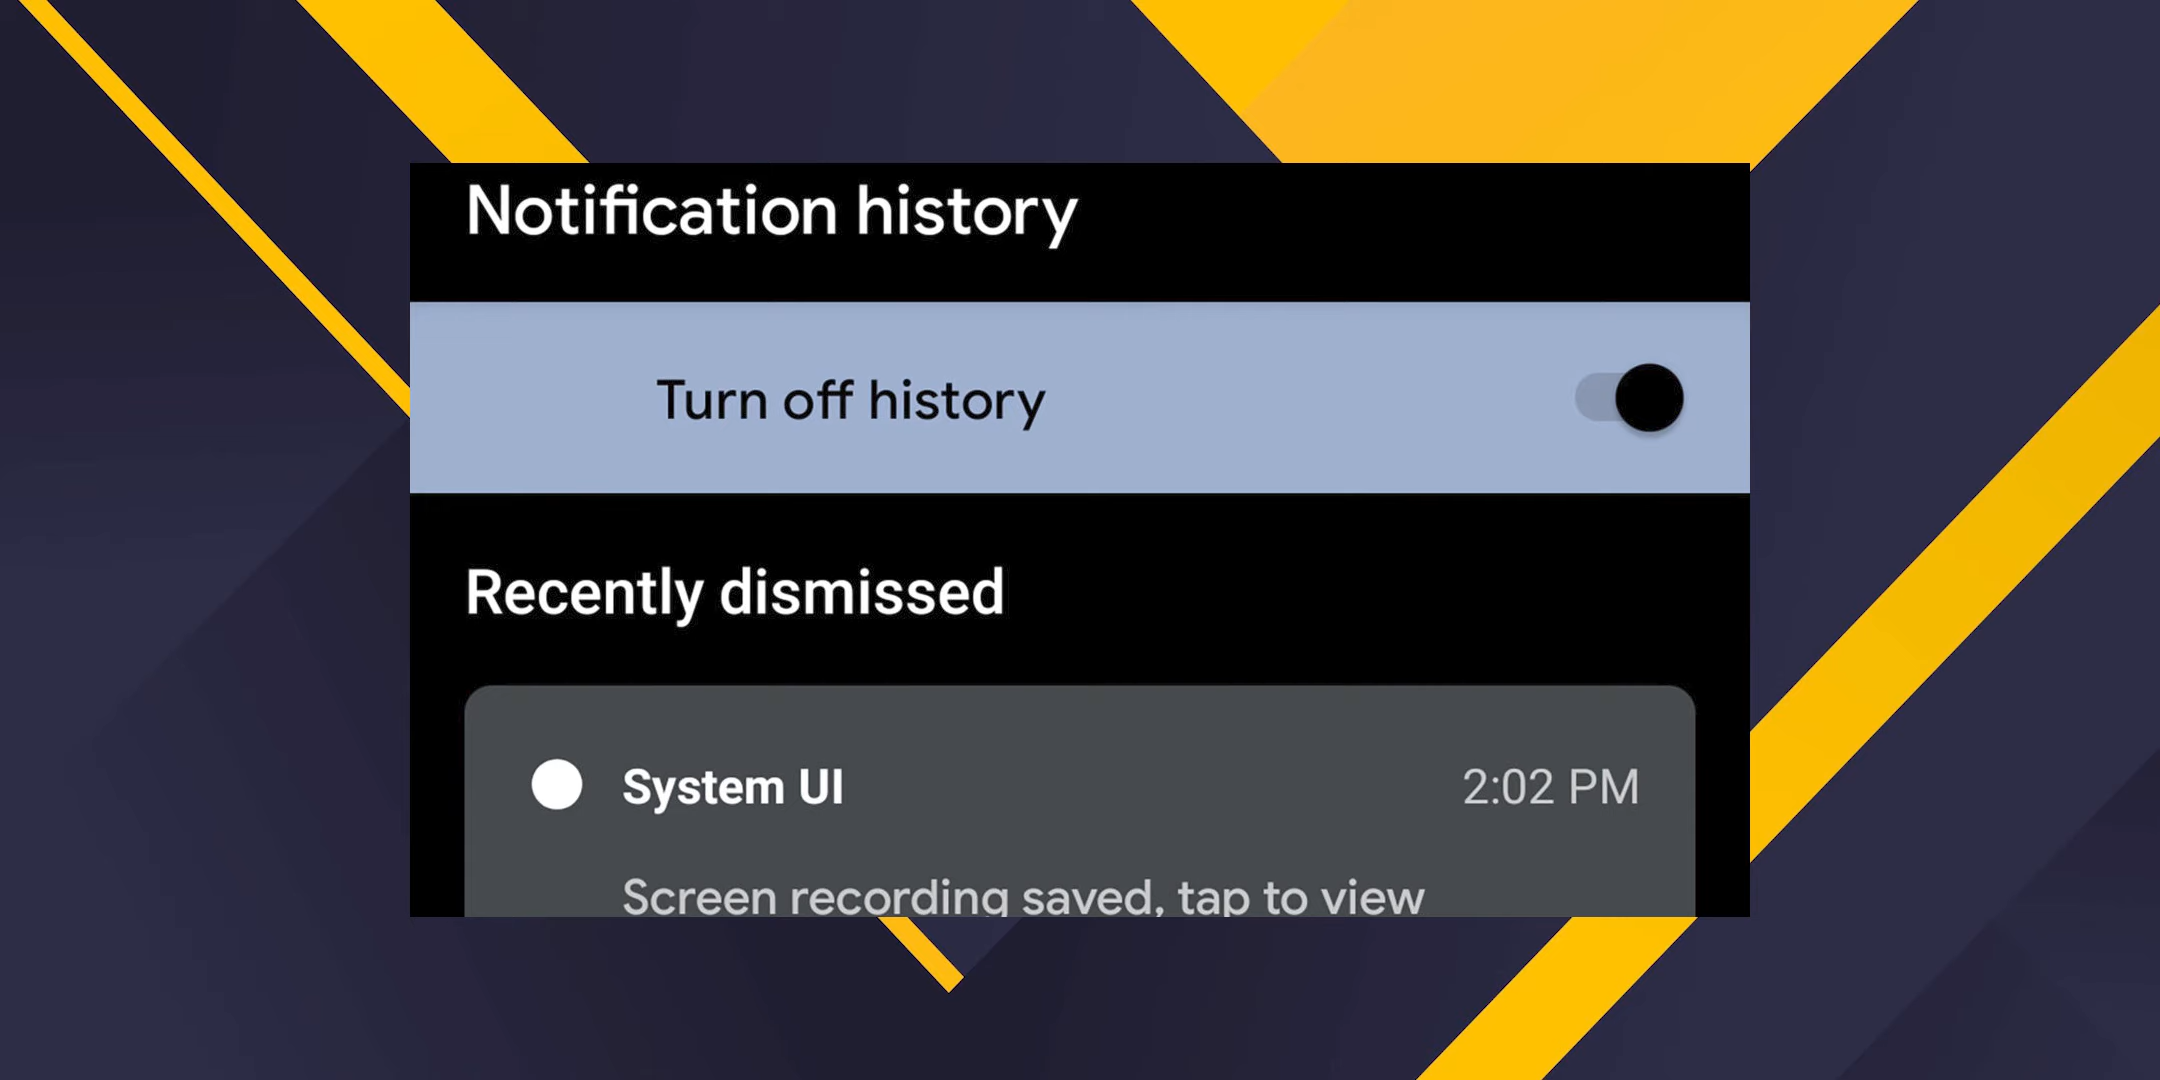 Notification history
Turn off history
Recently dismissed
System UI 2:02 PM
Screen recording saved, tap to view